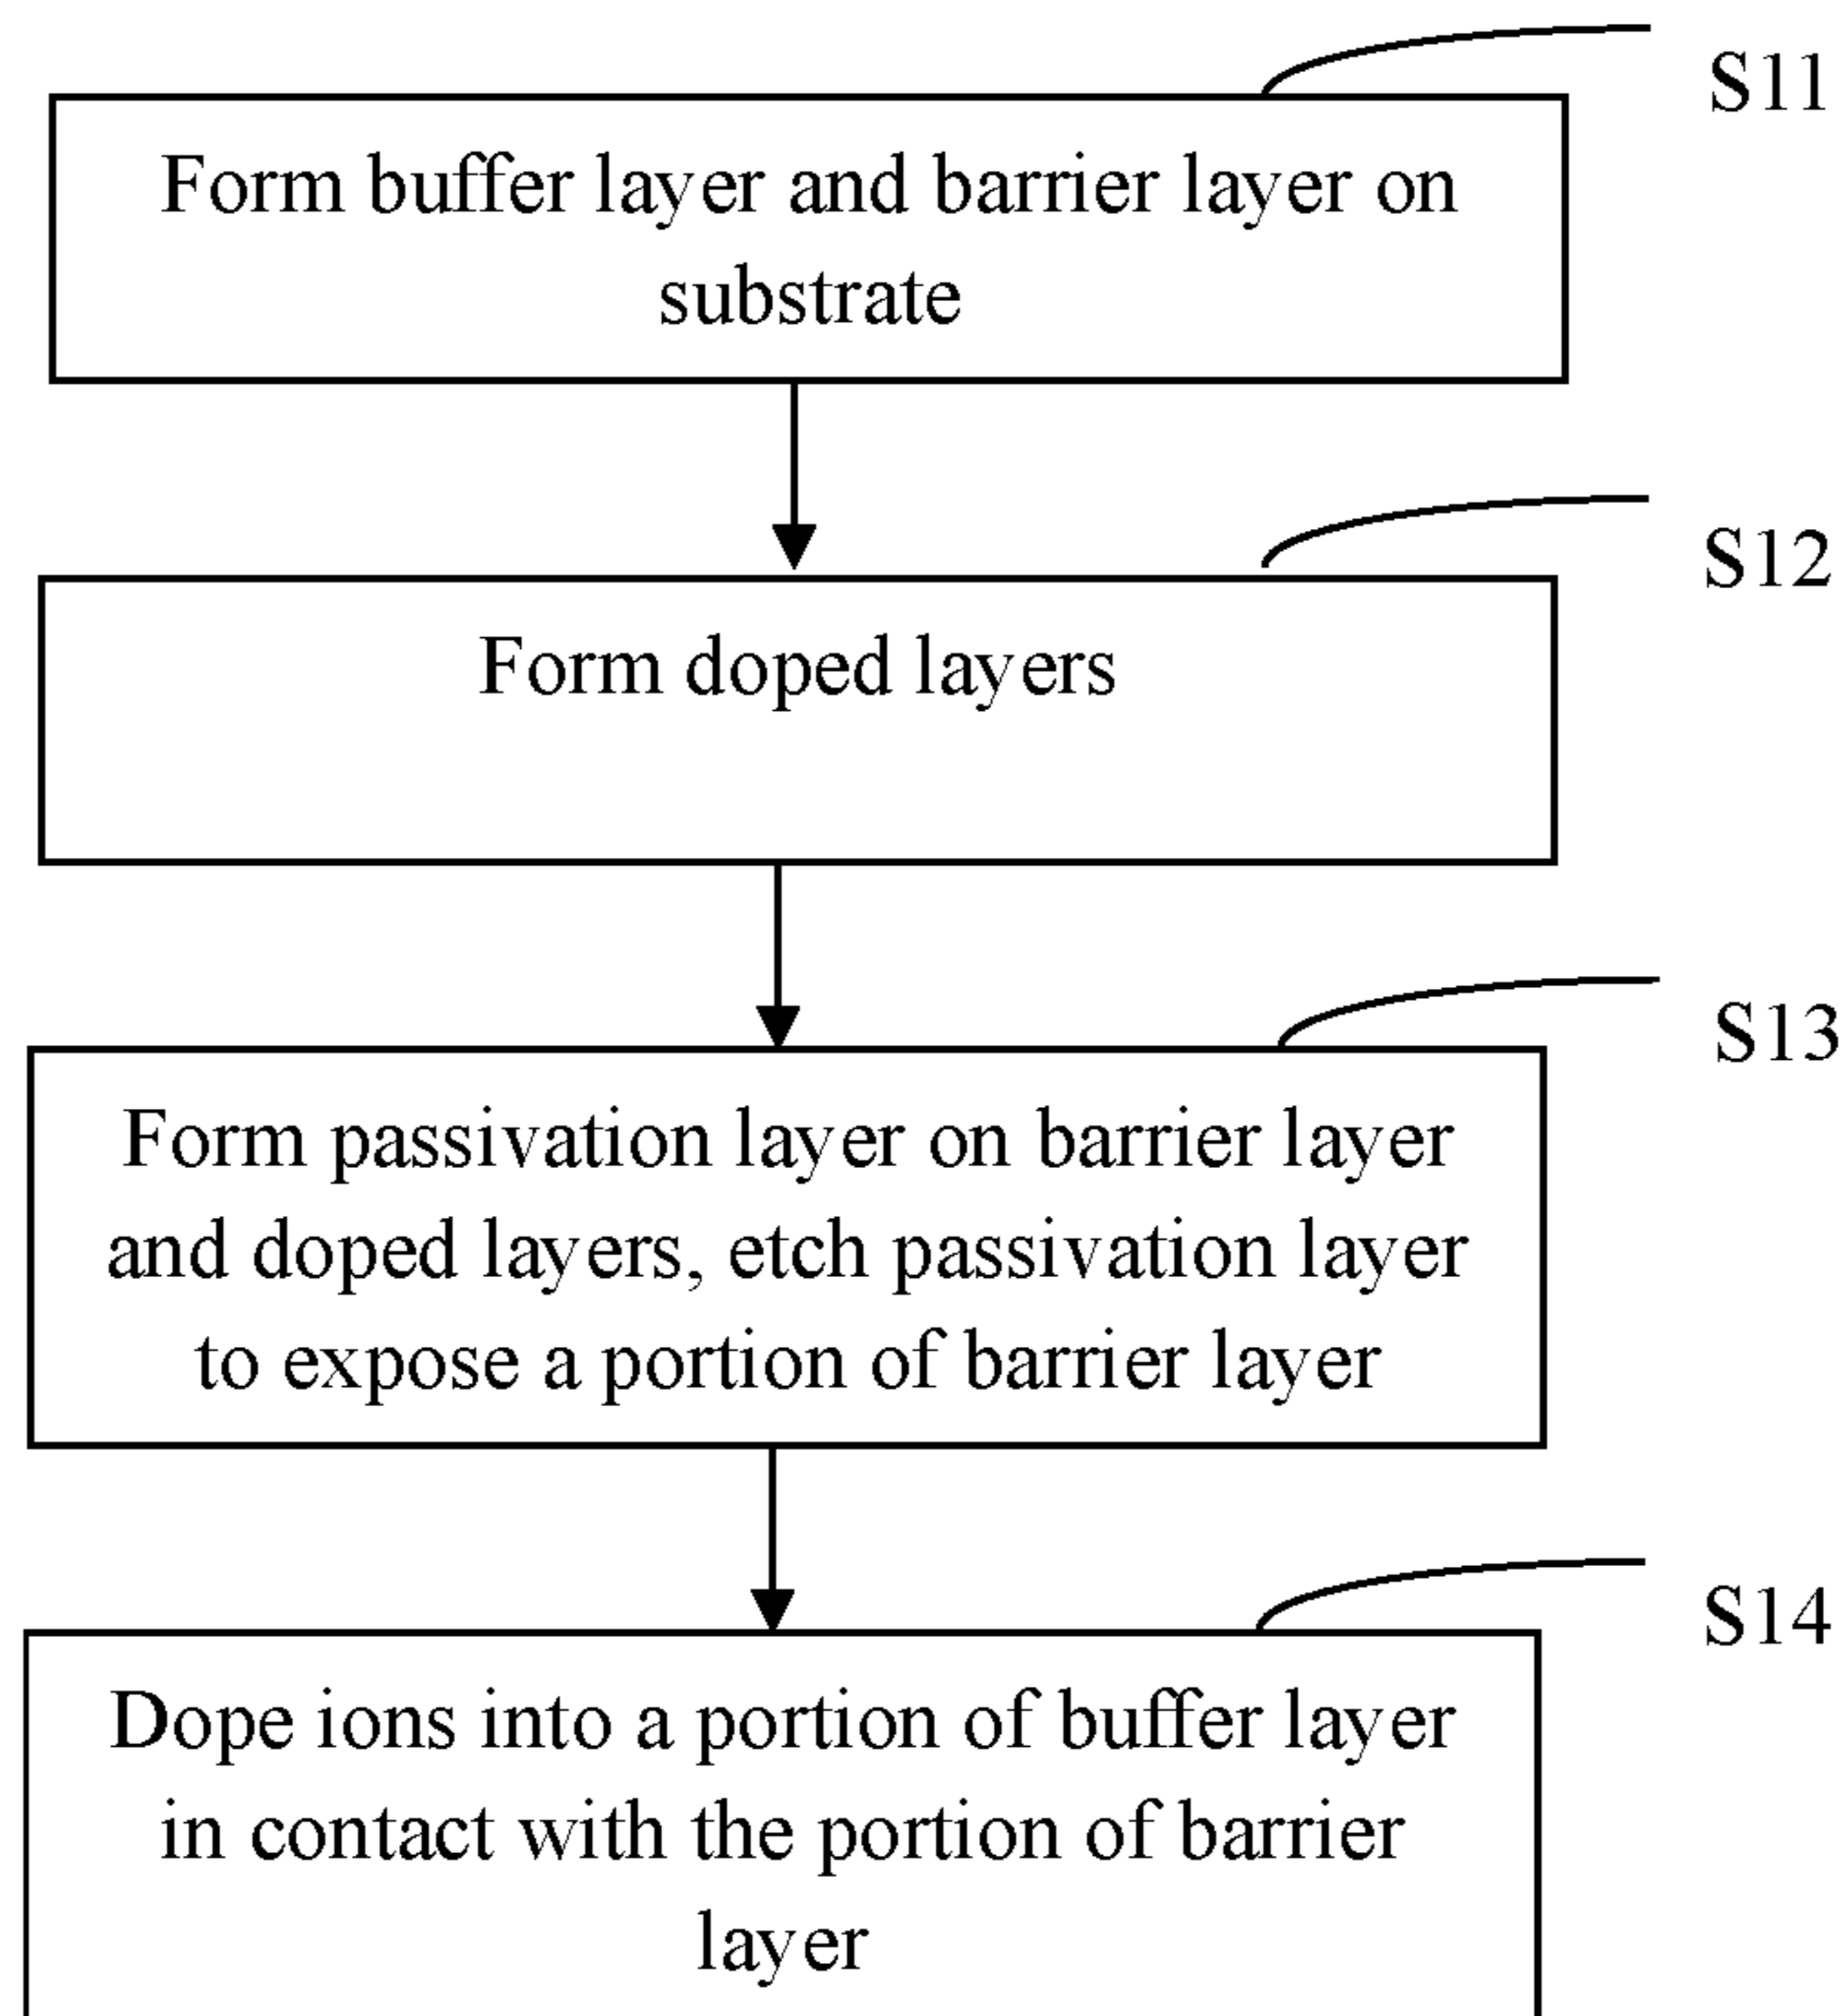 S11
Form buffer layer and barrier layer on
substrate
S12
Form doped layers
S13
Form passivation layer on barrier layer
and doped layers, etch passivation layer
to expose a portion of barrier layer
S14
Dope ions into a portion of buffer layer
in contact with the portion of barrier
layer